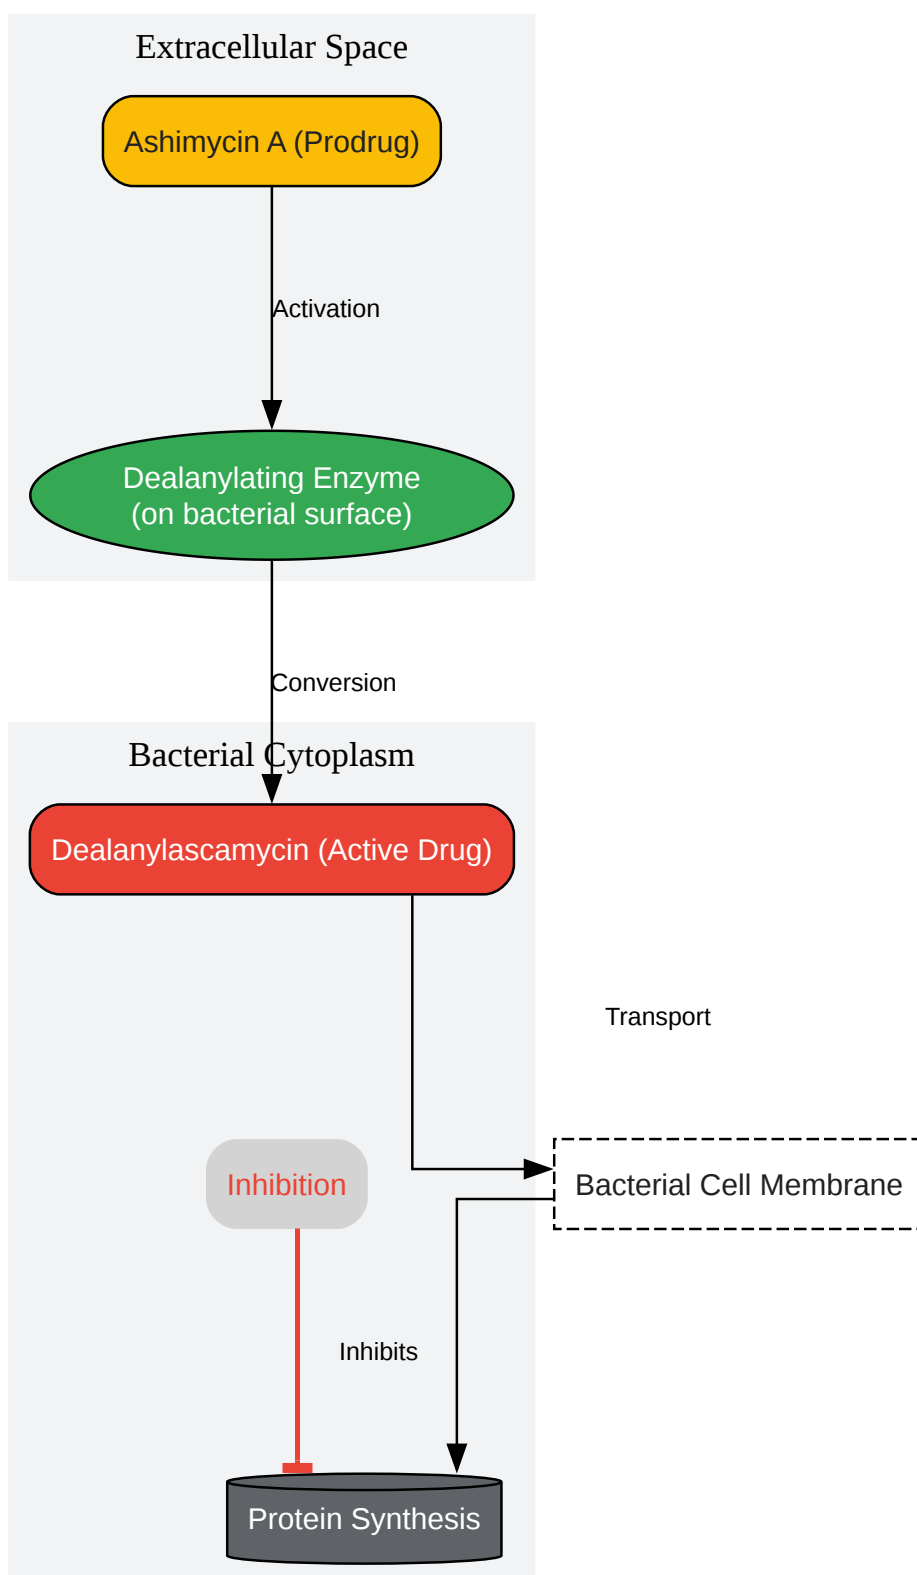 Extracellular Space
Ashimycin A (Prodrug)
Activation
Dealanylating Enzyme
(on bacterial surface)
Conversion
Bacterial Cytoplasm
Dealanylascamycin (Active Drug)
Transport
Inhibition
Bacterial Cell Membrane
Inhibits
Protein Synthesis